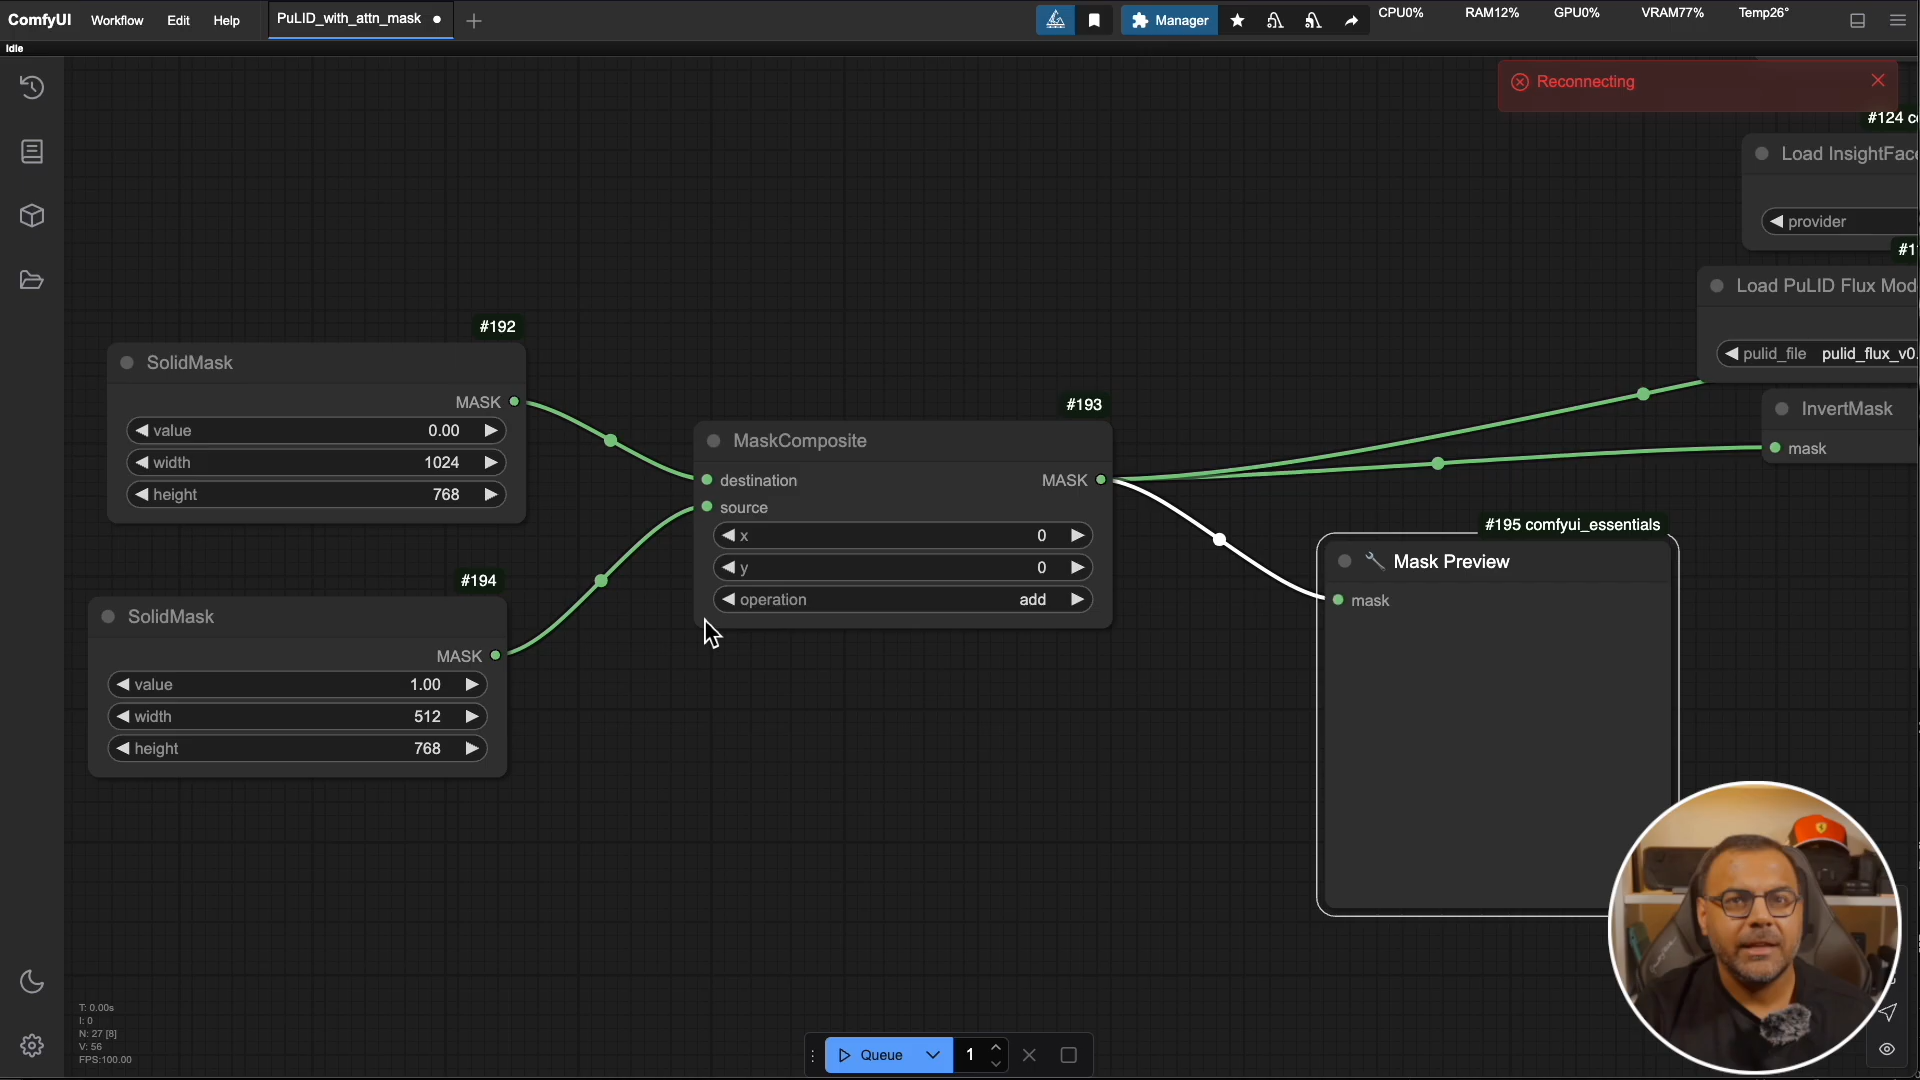 ComfyUI Workflow Edit Help PuLID_with_attn_mask
Manager CPU0% RAM12% GPU0% VRAM77% Temp26°
Idle
Reconnecting
#124
Load InsightFac
provider
Load PuLID Flux Mod
pulid_file pulid_flux_v0.
InvertMask
mask
#192
SolidMask
MASK
value 0.00
width 1024
height 768
#193
MaskComposite
destination MASK
source
x 0
y 0
operation add
#194
SolidMask
MASK
value 1.00
width 512
height 768
#195 comfyui_essentials
Mask Preview
mask
T: 0.00s
I: 0
N: 27 [8]
V: 56
FPS:100.00
Queue 1